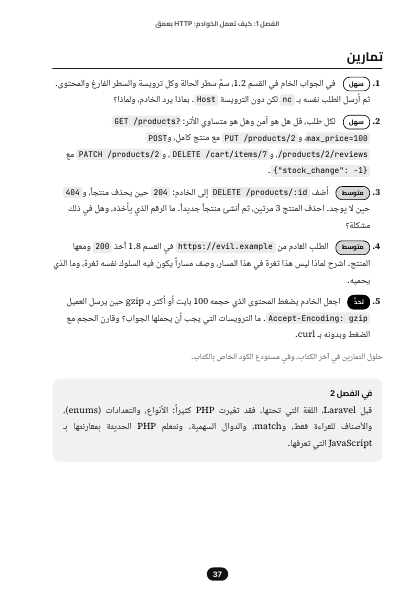 الفصل 1: كيف تعمل الخوادم: HTTP بعمق
تمارين
1. سهل في الجواب الخام في القسم 1.2، سمِّ سطر الحالة وكل ترويسة والسطر الفارغ والمحتوى.
ثم أرسل الطلب نفسه بـ nc لكن دون الترويسة Host. بماذا يرد الخادم، ولماذا؟
2. سهل لكل طلب، قل هل هو آمن وهل هو متساوي الأثر: GET /products?
max_price=100، و PUT /products/2 مع منتج كامل، وPOST
/products/2/reviews، و DELETE /cart/items/7، و PATCH /products/2 مع
{"stock_change": -1}.
3. متوسط أضف DELETE /products/:id إلى الخادم: 204 حين يحذف منتجاً، و 404
حين لا يوجد. احذف المنتج 3 مرتين، ثم أنشئ منتجاً جديداً. ما الرقم الذي يأخذه، وهل في ذلك
مشكلة؟
4. متوسط الطلب القادم من https://evil.example في القسم 1.8 أخذ 200 ومعها
المنتج. اشرح لماذا ليس هذا ثغرة في هذا المسار، وصف مساراً يكون فيه السلوك نفسه ثغرة، وما الذي
يحميه.
5. تحدٍّ اجعل الخادم يضغط المحتوى الذي حجمه 100 بايت أو أكثر بـ gzip حين يرسل العميل
Accept-Encoding: gzip. ما الترويسات التي يجب أن يحملها الجواب؟ وقارن الحجم مع
الضغط وبدونه بـ curl.
حلول التمارين في آخر الكتاب، وفي مستودع الكود الخاص بالكتاب.
في الفصل 2
قبل Laravel، اللغة التي تحتها. فقد تغيرت PHP كثيراً: الأنواع، والتعدادات (enums)،
والأصناف للقراءة فقط، وmatch، والدوال السهمية. ونتعلم PHP الحديثة بمقارنتها بـ
JavaScript التي تعرفها.
37